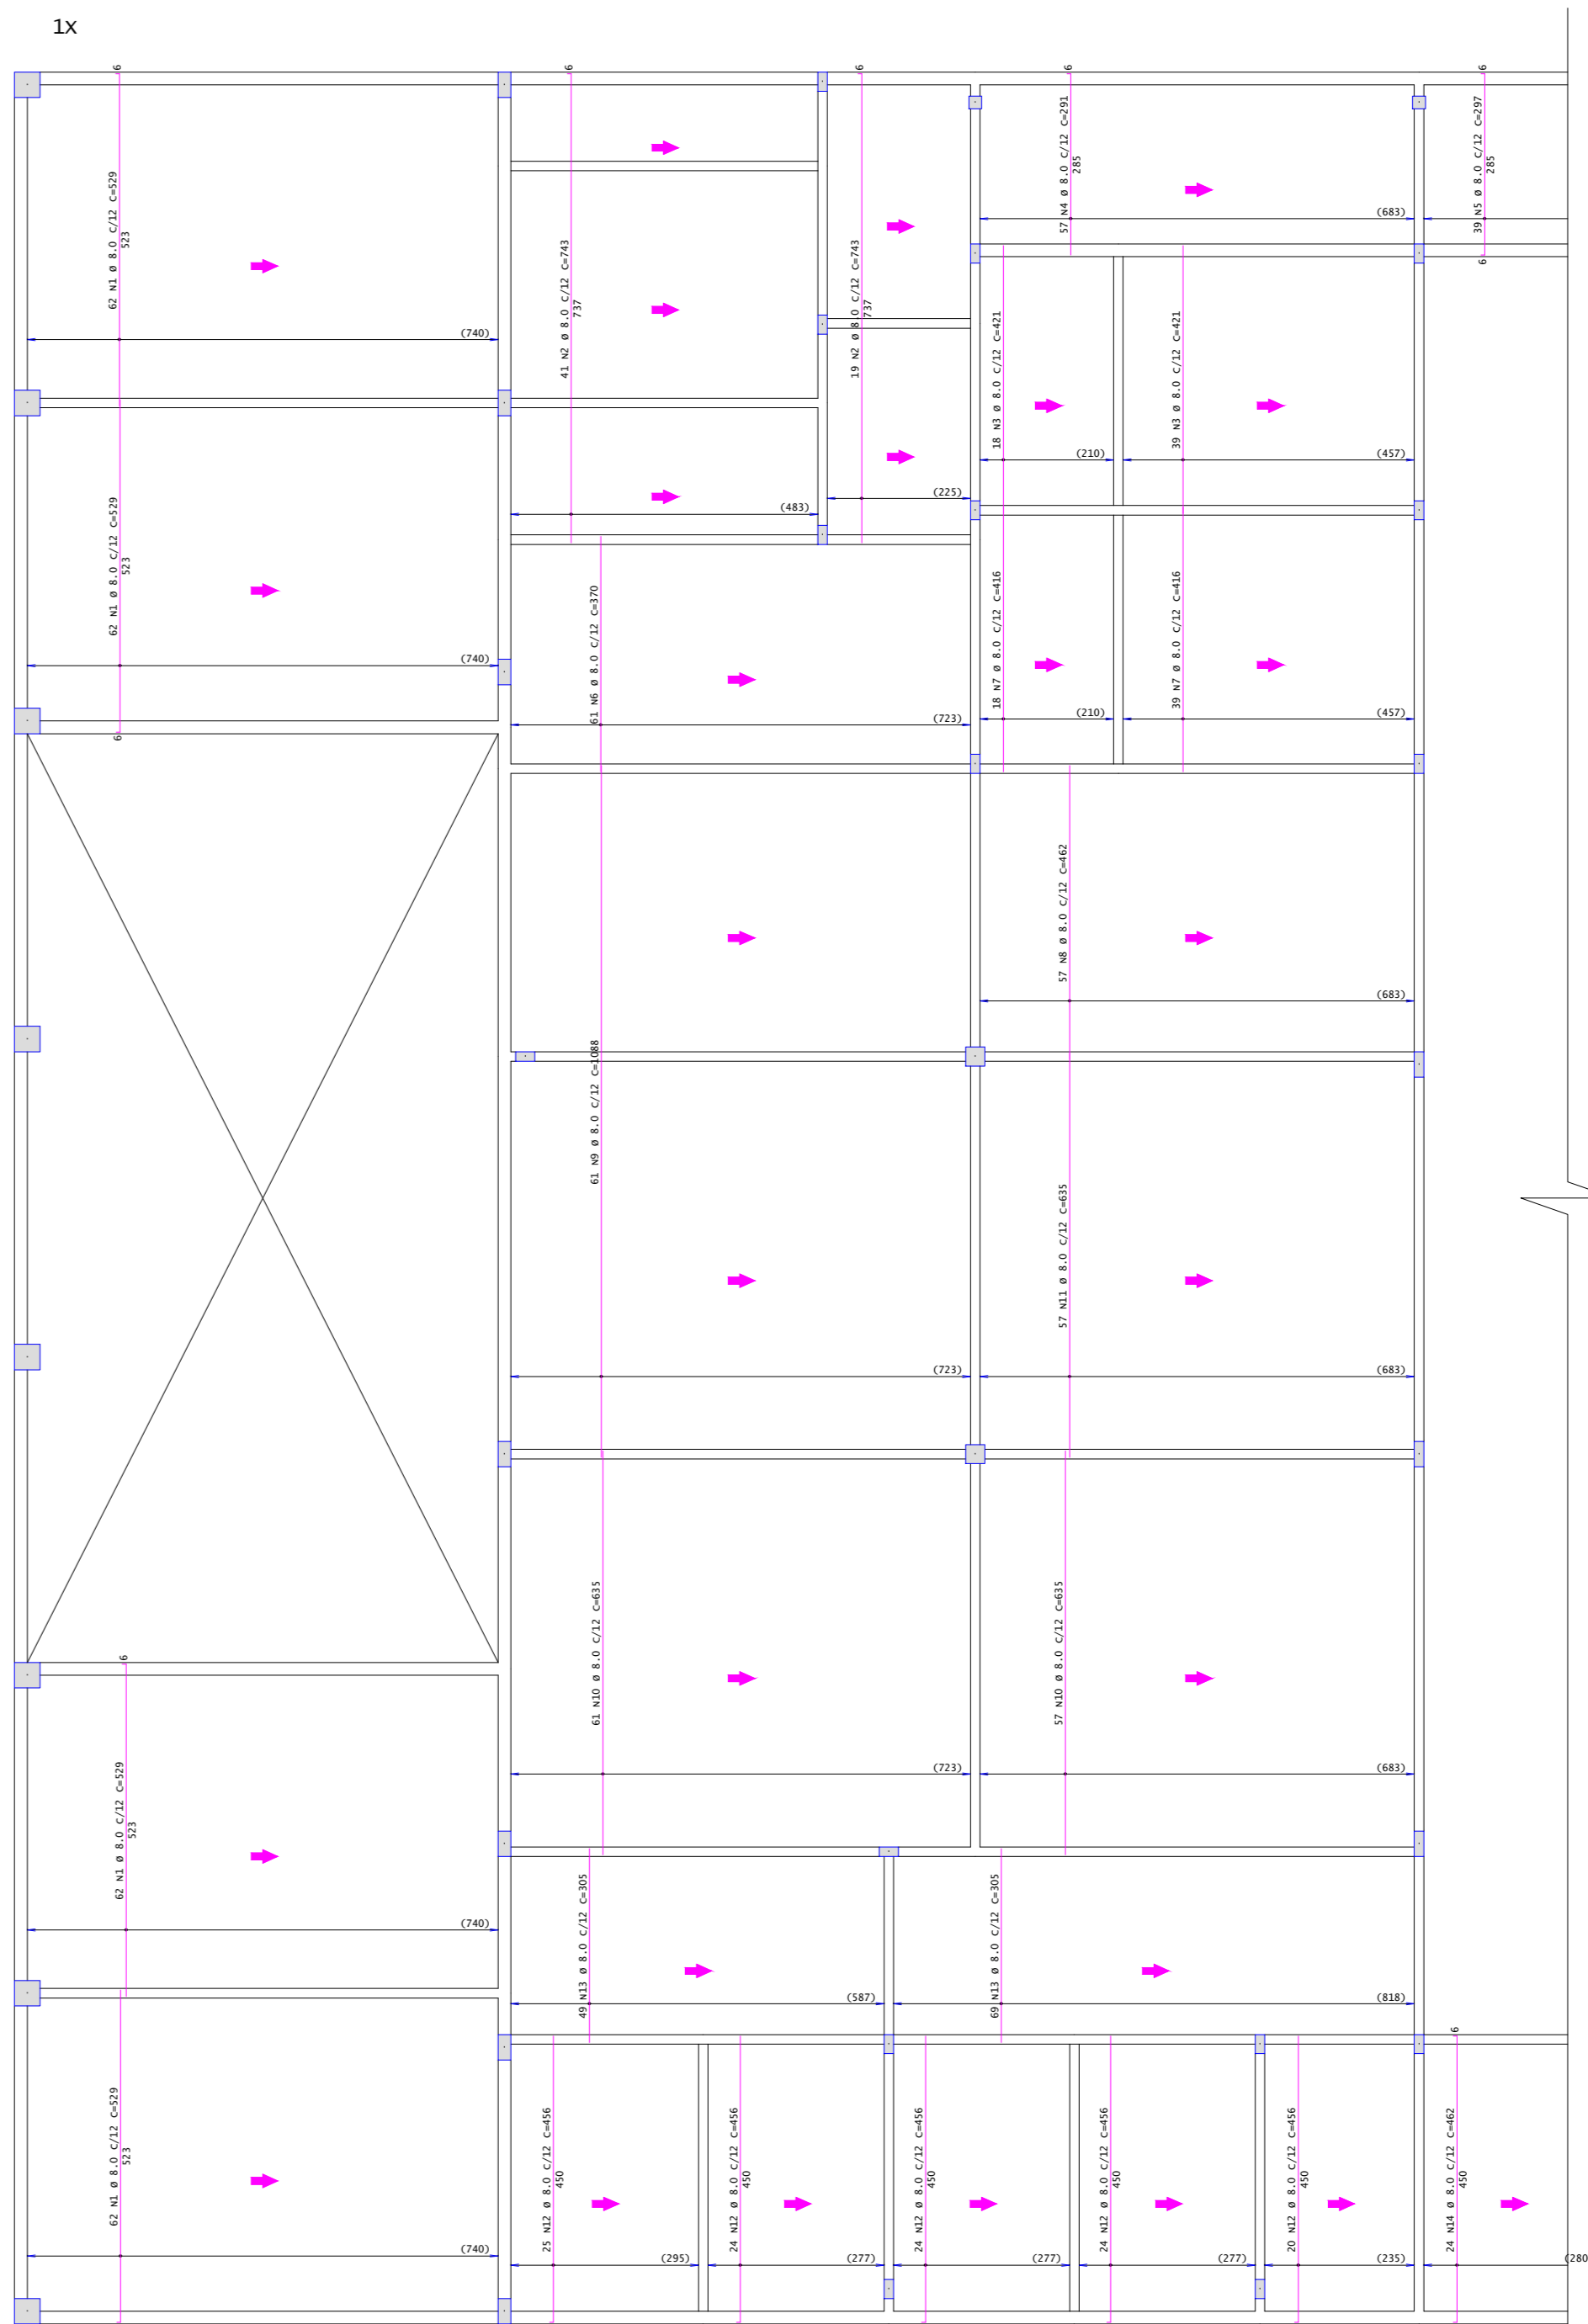 1X
6
6
6
6
6
62 N1 Ø 8.0 C/12 C=529
523
(740)
41 N2 Ø 8.0 C/12 C=743
737
(483)
19 N2 Ø 8.0 C/12 C=743
737
(225)
57 N4 Ø 8.0 C/12 C=291
285
(683)
39 N5 Ø 8.0 C/12 C=297
285
6
18 N3 Ø 8.0 C/12 C=421
(210)
39 N3 Ø 8.0 C/12 C=421
(457)
62 N1 Ø 8.0 C/12 C=529
523
(740)
6
61 N6 Ø 8.0 C/12 C=370
(723)
18 N7 Ø 8.0 C/12 C=416
(210)
39 N7 Ø 8.0 C/12 C=416
(457)
57 N8 Ø 8.0 C/12 C=462
(683)
61 N9 Ø 8.0 C/12 C=1088
(723)
57 N11 Ø 8.0 C/12 C=635
(683)
61 N10 Ø 8.0 C/12 C=635
(723)
57 N10 Ø 8.0 C/12 C=635
(683)
6
62 N1 Ø 8.0 C/12 C=529
523
(740)
49 N13 Ø 8.0 C/12 C=305
(587)
69 N13 Ø 8.0 C/12 C=305
(818)
6
62 N1 Ø 8.0 C/12 C=529
523
(740)
25 N12 Ø 8.0 C/12 C=456
450
(295)
24 N12 Ø 8.0 C/12 C=456
450
(277)
24 N12 Ø 8.0 C/12 C=456
450
(277)
24 N12 Ø 8.0 C/12 C=456
450
(277)
20 N12 Ø 8.0 C/12 C=456
450
(235)
24 N14 Ø 8.0 C/12 C=462
450
(280